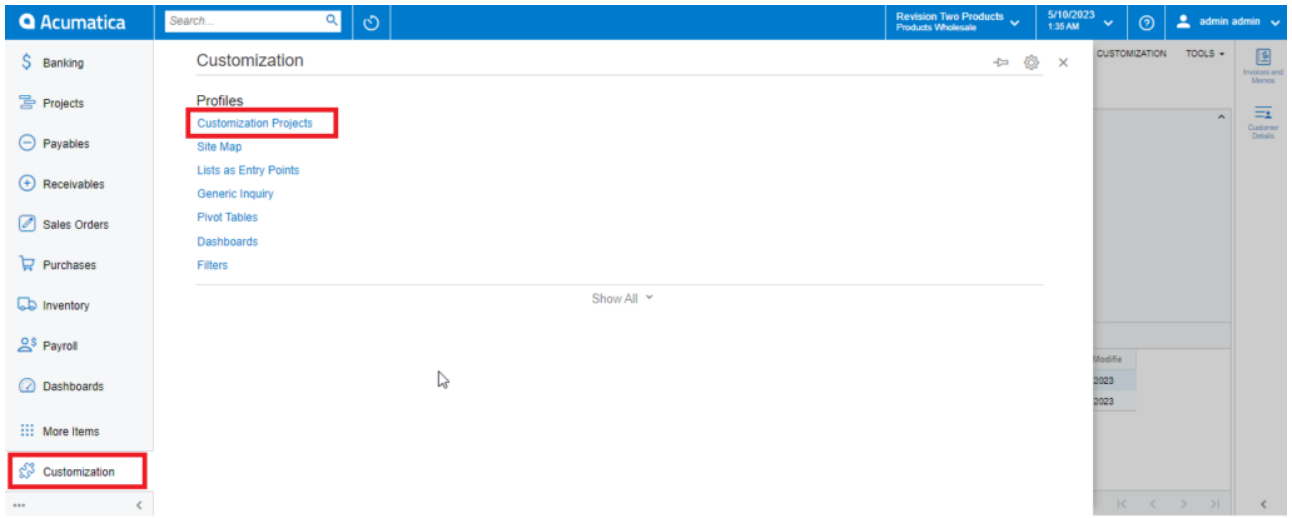 Acumatica
Search...
Revision Two Products
Products Wholesale
5/10/2023
1:35 AM
admin admin
Banking
Projects
Payables
Receivables
Sales Orders
Purchases
Inventory
Payroll
Dashboards
More Items
Customization
Customization
Profiles
Customization Projects
Site Map
Lists as Entry Points
Generic Inquiry
Pivot Tables
Dashboards
Filters
Show All
CUSTOMIZATION TOOLS
Invoices and
Memos
Customer
Details
Modifie
2023
2023